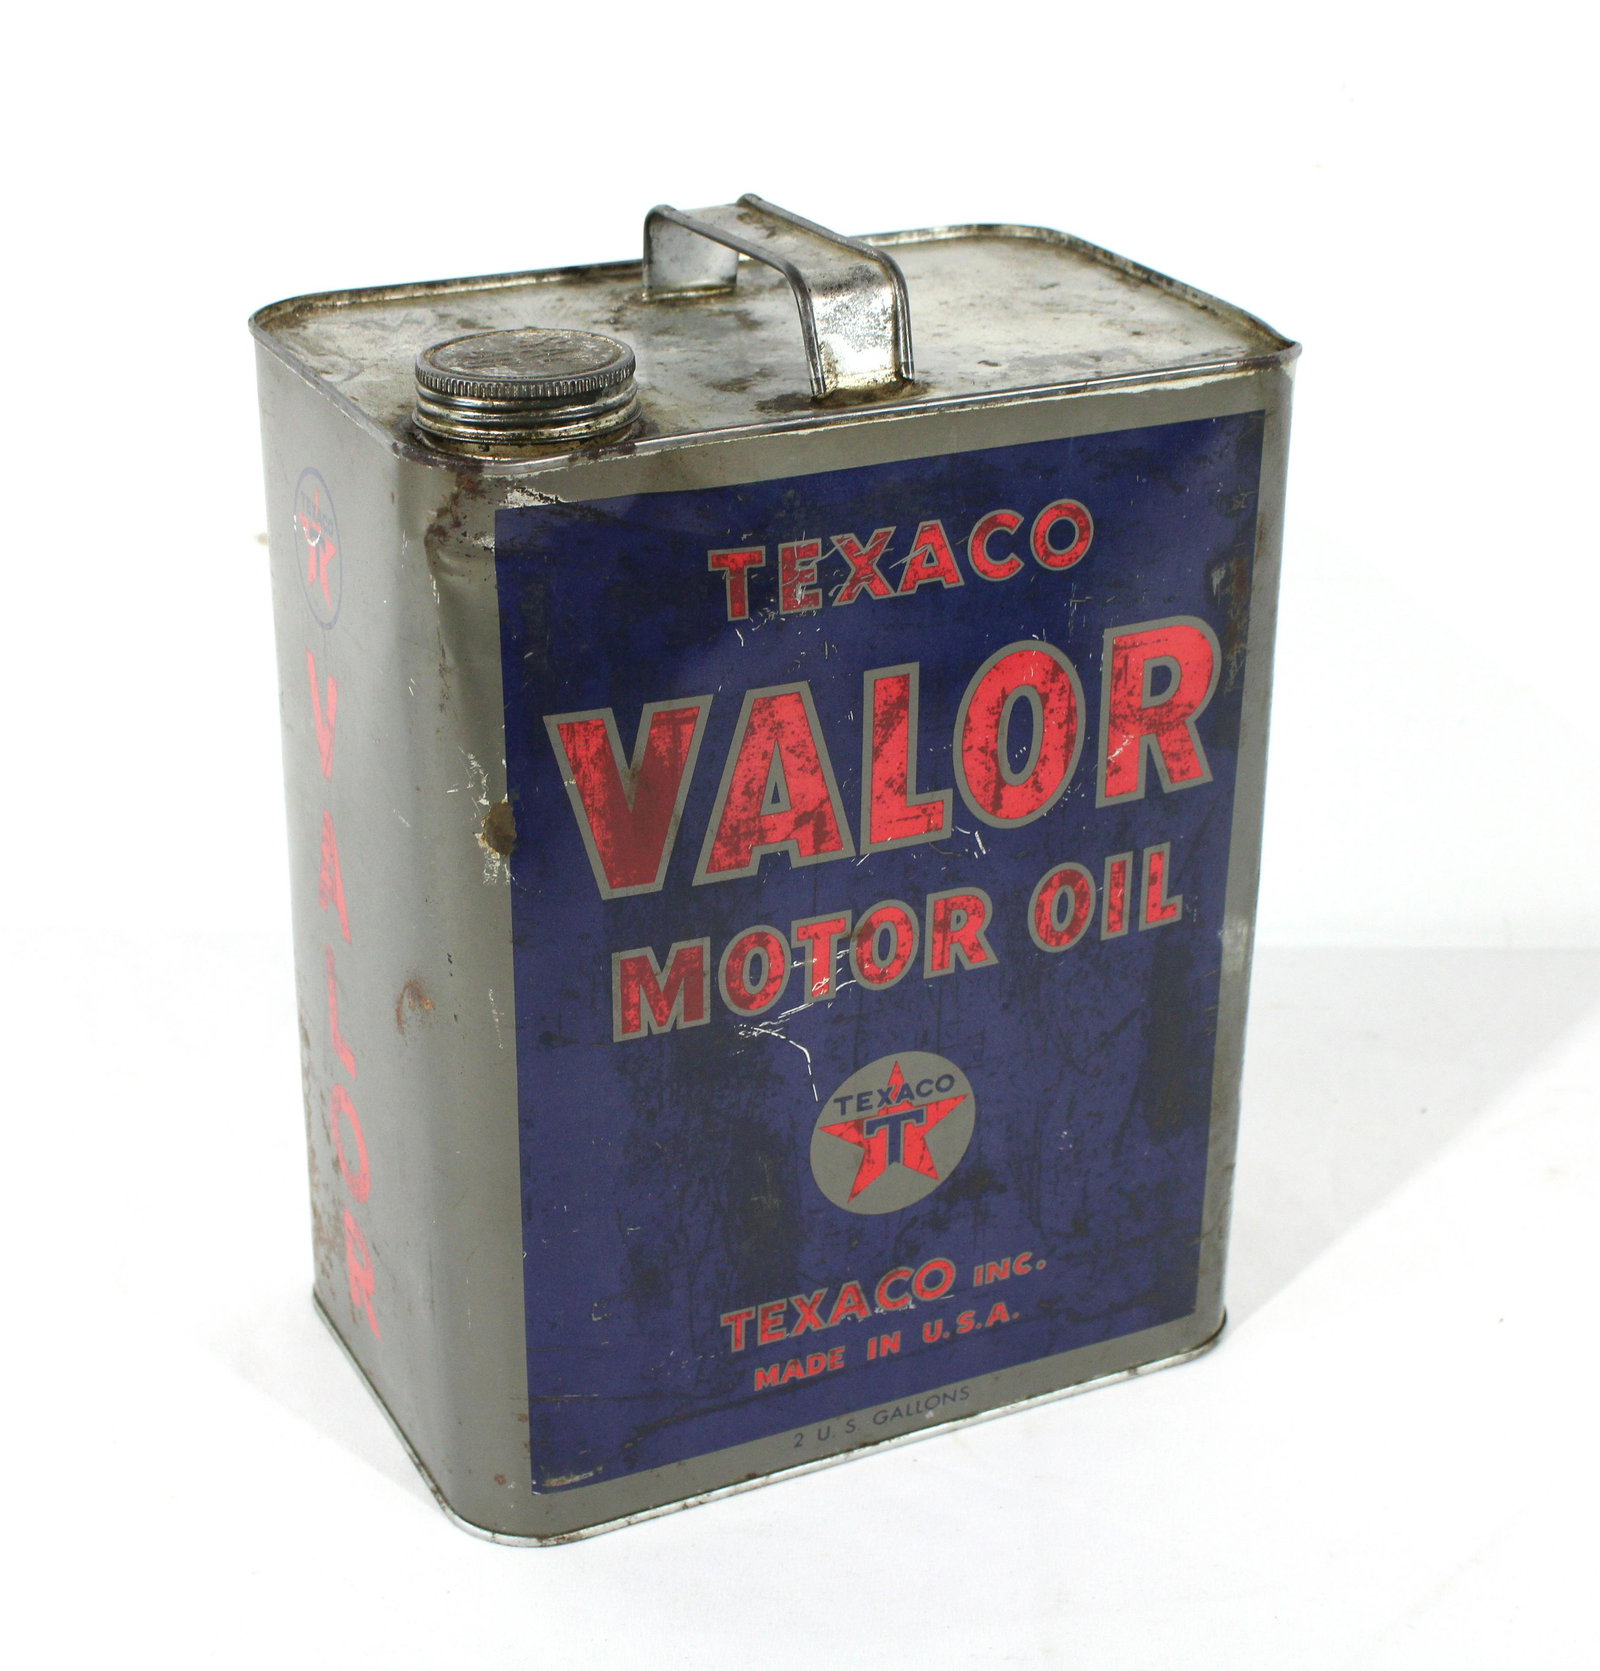 TEXACO
VALOR
MOTOR OIL
TEXACO
T
TEXACO INC.
MADE IN U.S.A.
2 U.S. GALLONS
TEXACO
T
VALOR